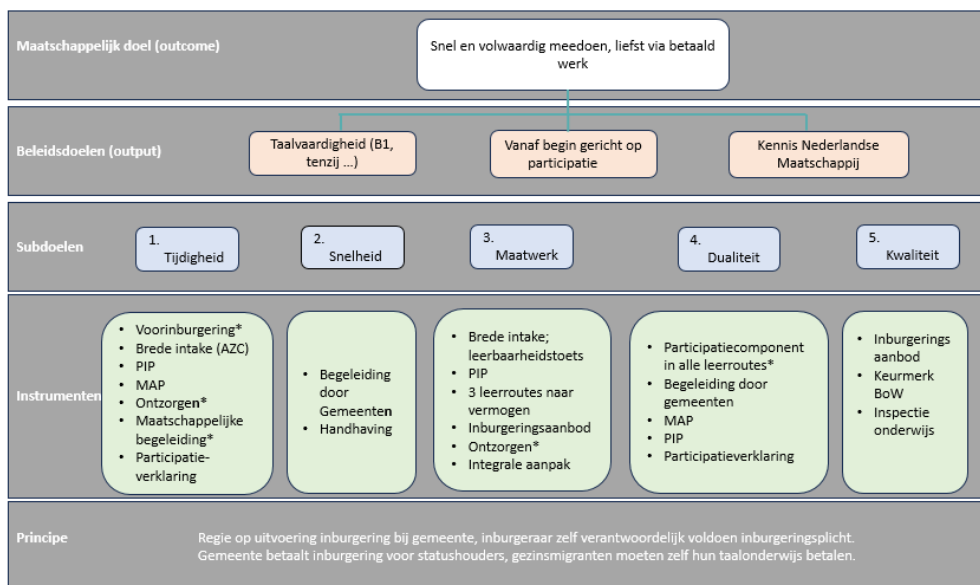 Maatschappelijk doel (outcome)
Snel en volwaardig meedoen, liefst via betaald
werk
Beleidsdoelen (output)
Taalvaardigheid (B1,
tenzij ...)
Vanaf begin gericht op
participatie
Kennis Nederlandse
Maatschappij
Subdoelen
1.
Tijdigheid
2.
Snelheid
3.
Maatwerk
4.
Dualiteit
5.
Kwaliteit
Instrumenten
• Voorinburgering*
• Brede intake (AZC)
• PIP
• MAP
• Ontzorgen*
• Maatschappelijke
begeleiding*
• Participatie-
verklaring
• Begeleiding
door
Gemeenten
• Handhaving
• Brede intake;
leerbaarheidstoets
• PIP
• 3 leerroutes naar
vermogen
• Inburgeringsaanbod
• Ontzorgen*
• Integrale aanpak
• Participatiecomponent
in alle leerroutes*
• Begeleiding door
gemeenten
• MAP
• PIP
• Participatieverklaring
• Inburgerings
aanbod
• Keurmerk
BoW
• Inspectie
onderwijs
Principe
Regie op uitvoering inburgering bij gemeente, inburgeraar zelf verantwoordelijk voldoen inburgeringsplicht.
Gemeente betaalt inburgering voor statushouders, gezinsmigranten moeten zelf hun taalonderwijs betalen.